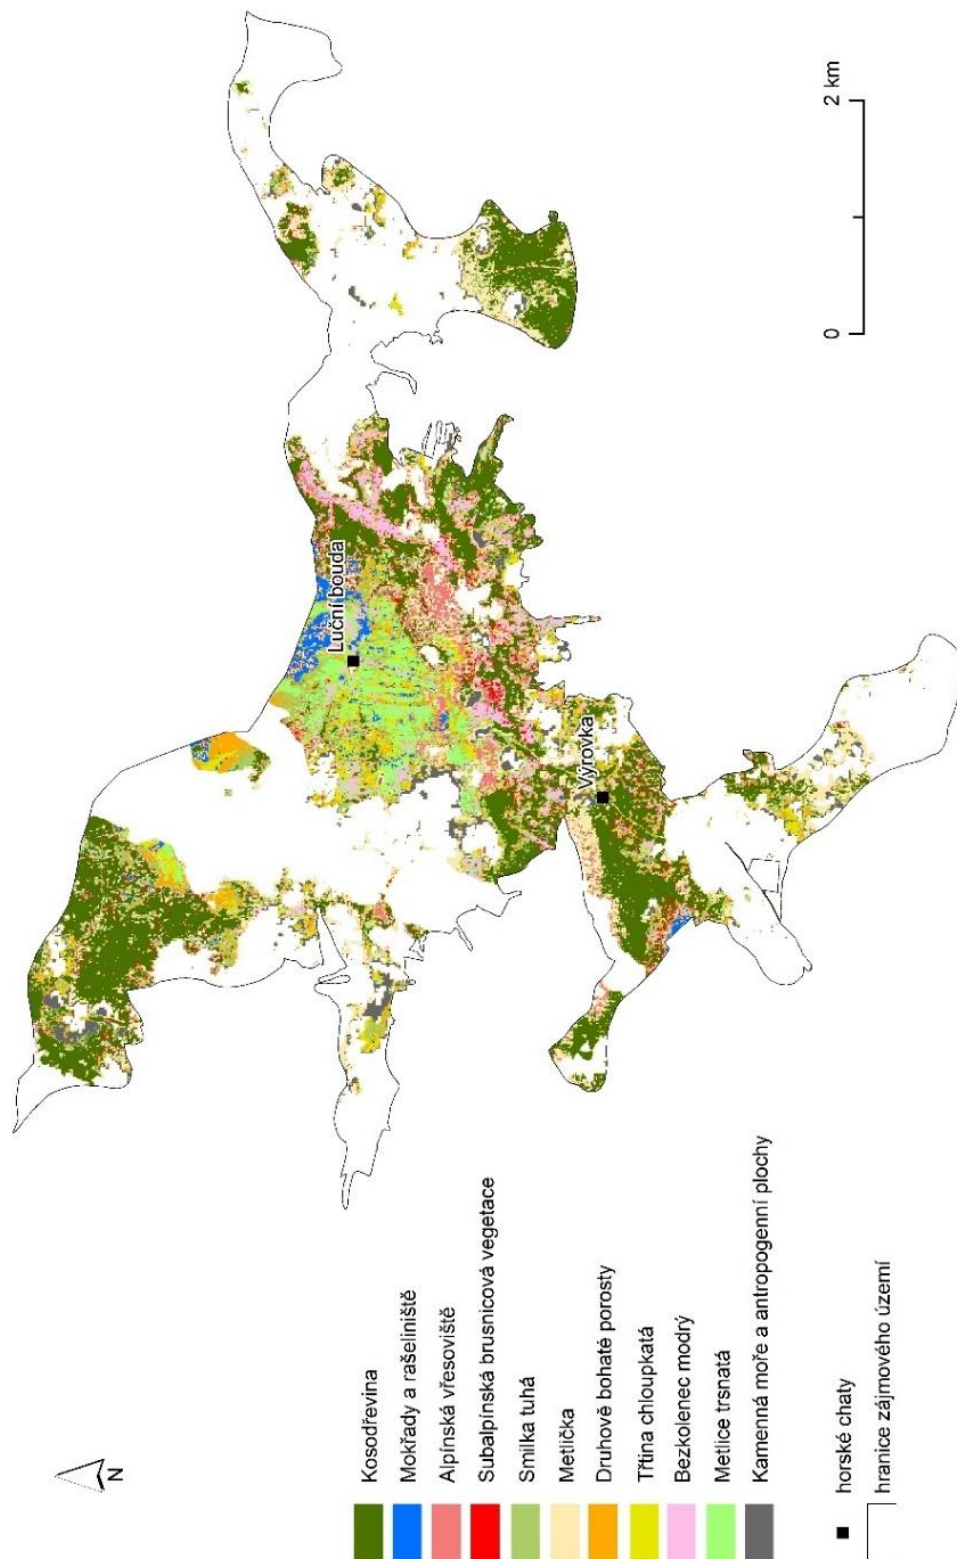 N
Luční bouda
Výrovka
0
1
2 km
Kosodřevina
Mokřady a rašeliniště
Alpínská vřesoviště
Subalpínská brusnicová vegetace
Smilka tuhá
Metlička
Druhově bohaté porosty
Třtina chloupkatá
Bezkolenec modrý
Metlice trsnatá
Kamenná moře a antropogenní plochy
horské chaty
hranice zájmového území